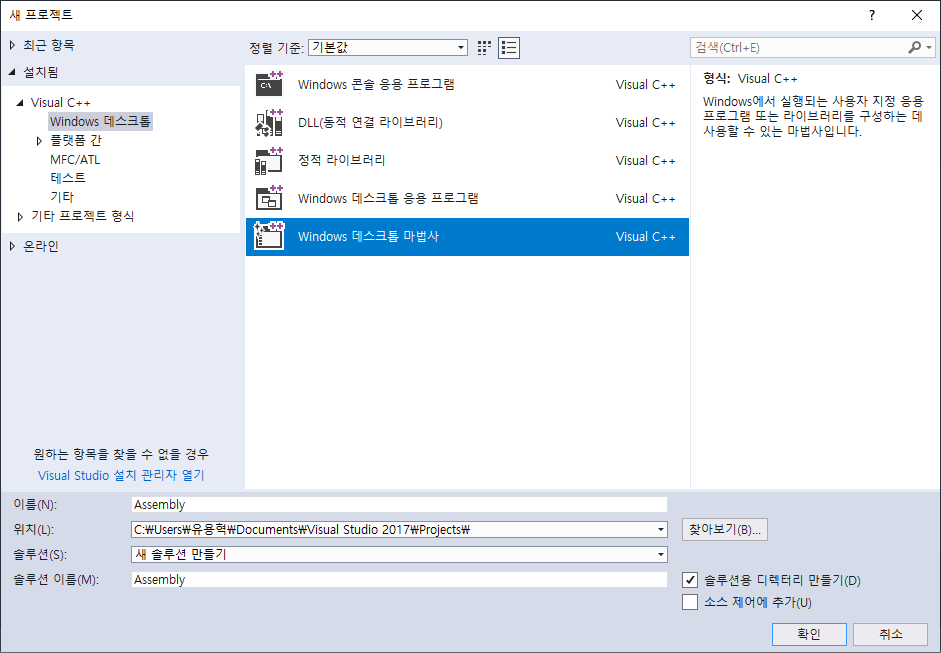 새 프로젝트
최근 항목
정렬 기준: 기본값
검색(Ctrl+E)
설치됨
Visual C++
Windows 데스크톱
플랫폼 간
MFC/ATL
테스트
기타
기타 프로젝트 형식
온라인
원하는 항목을 찾을 수 없을 경우
Visual Studio 설치 관리자 열기
Windows 콘솔 응용 프로그램 Visual C++
DLL(동적 연결 라이브러리) Visual C++
정적 라이브러리 Visual C++
Windows 데스크톱 응용 프로그램 Visual C++
Windows 데스크톱 마법사 Visual C++
형식: Visual C++
Windows에서 실행되는 사용자 지정 응용
프로그램 또는 라이브러리를 구성하는 데
사용할 수 있는 마법사입니다.
이름(N): Assembly
위치(L): C:₩Users₩유용혁₩Documents₩Visual Studio 2017₩Projects₩ 찾아보기(B)...
솔루션(S): 새 솔루션 만들기
솔루션 이름(M): Assembly
솔루션용 디렉터리 만들기(D)
소스 제어에 추가(U)
확인 취소